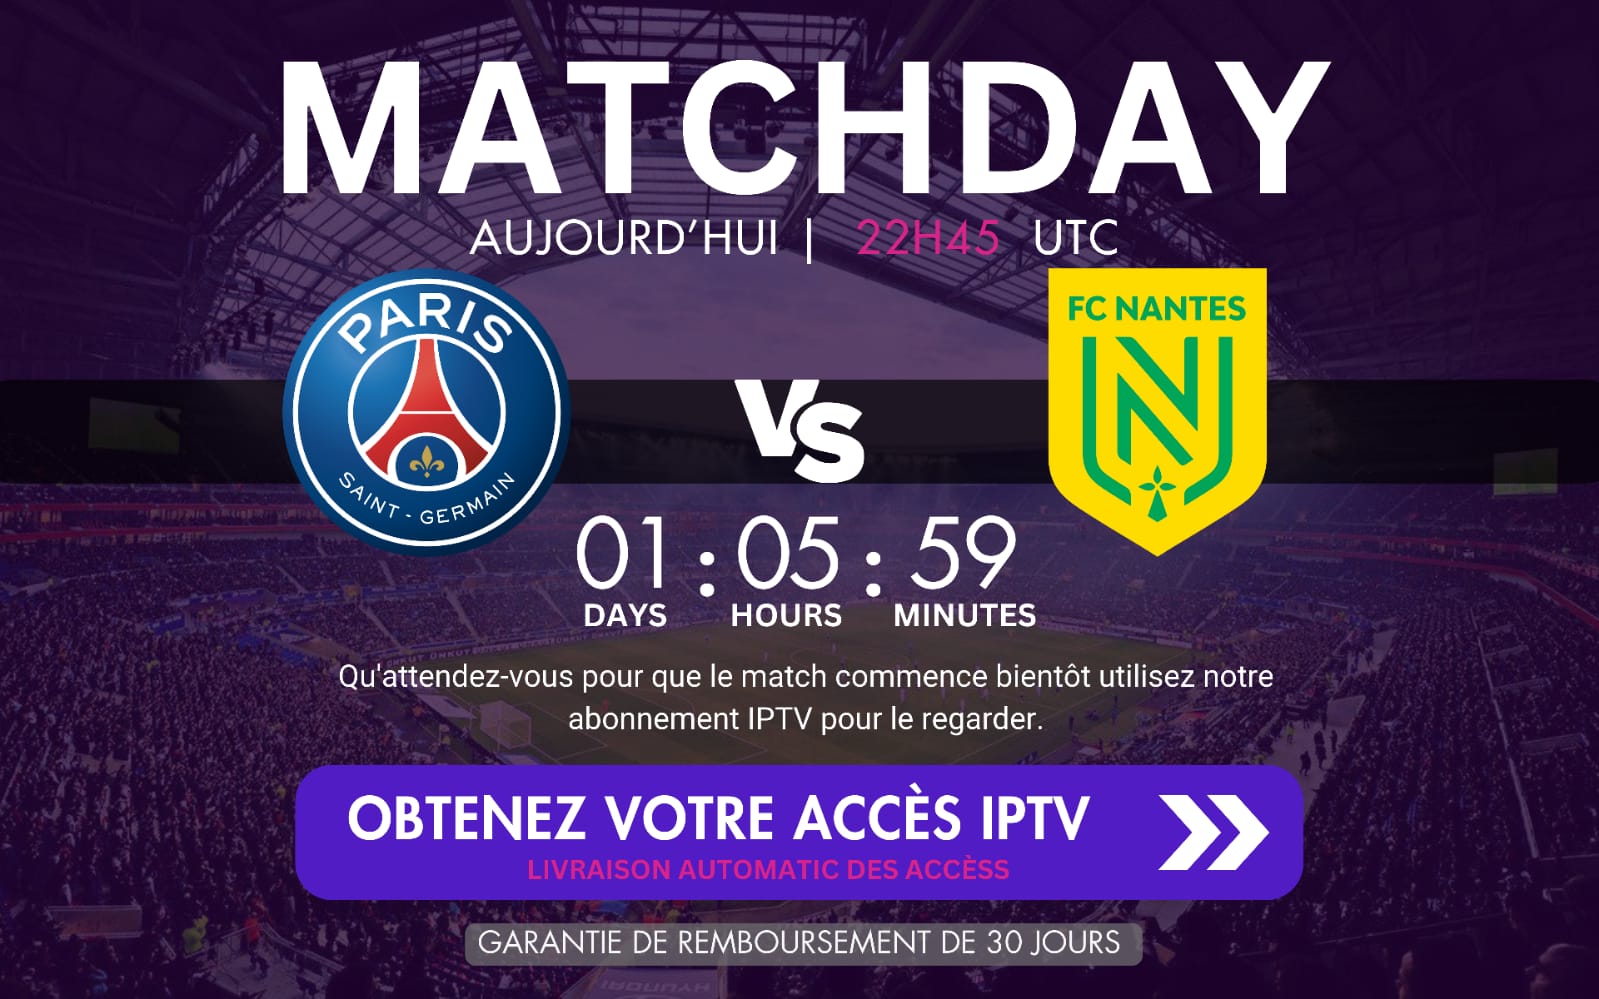 MATCHDAY
AUJOURD'HUI | 22H45 UTC
PARIS
SAINT - GERMAIN
FC NANTES
N
VS
01 : 05 : 59
DAYS HOURS MINUTES
Qu'attendez-vous pour que le match commence bientôt utilisez notre
abonnement IPTV pour le regarder.
OBTENEZ VOTRE ACCÈS IPTV
LIVRAISON AUTOMATIC DES ACCÈSS
GARANTIE DE REMBOURSEMENT DE 30 JOURS